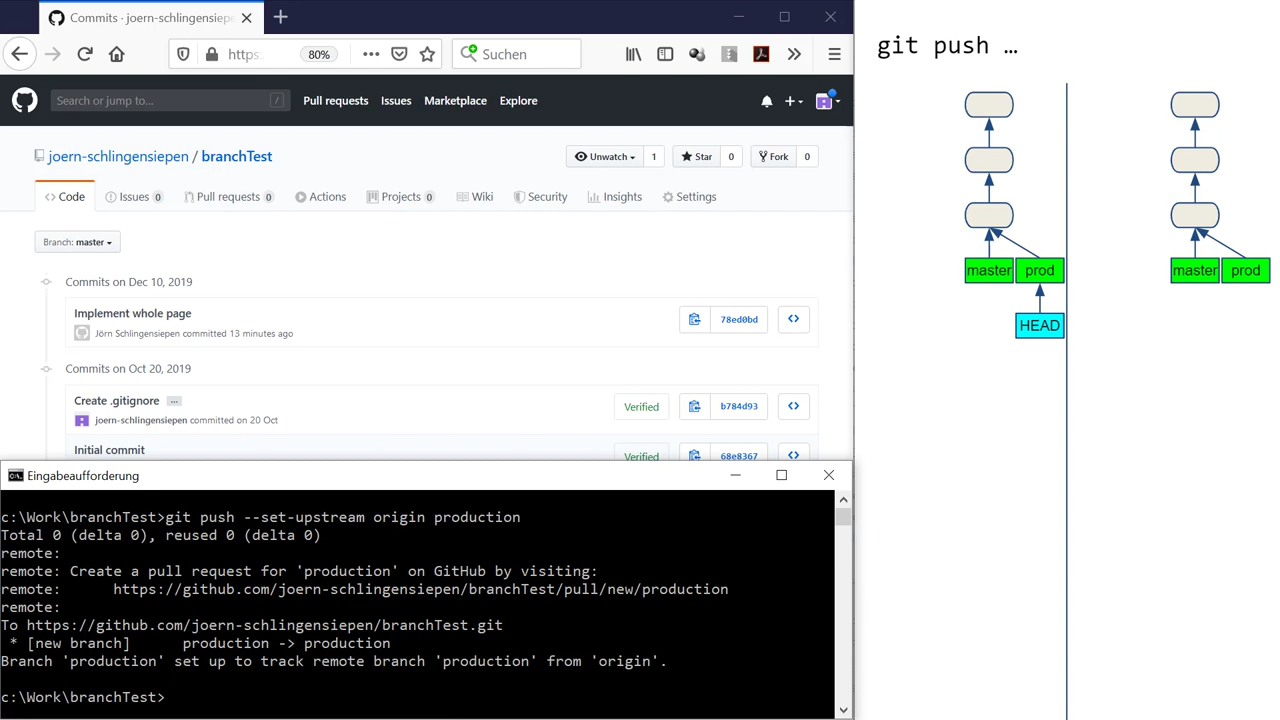 Commits · joern-schlingensiepe
https:
80%
Suchen
Search or jump to...
/
Pull requests
Issues
Marketplace
Explore
joern-schlingensiepen / branchTest
Unwatch 1
Star 0
Fork 0
Code
Issues 0
Pull requests 0
Actions
Projects 0
Wiki
Security
Insights
Settings
Branch: master
Commits on Dec 10, 2019
Implement whole page
Jörn Schlingensiepen committed 13 minutes ago
78ed0bd
Commits on Oct 20, 2019
Create .gitignore ...
joern-schlingensiepen committed on 20 Oct
Verified
b784d93
Initial commit
Verified
68e8367
Eingabeaufforderung
c:\Work\branchTest>git push --set-upstream origin production
Total 0 (delta 0), reused 0 (delta 0)
remote:
remote: Create a pull request for 'production' on GitHub by visiting:
remote:      https://github.com/joern-schlingensiepen/branchTest/pull/new/production
remote:
To https://github.com/joern-schlingensiepen/branchTest.git
 * [new branch]      production -> production
Branch 'production' set up to track remote branch 'production' from 'origin'.
c:\Work\branchTest>
git push …
master prod
HEAD
master prod